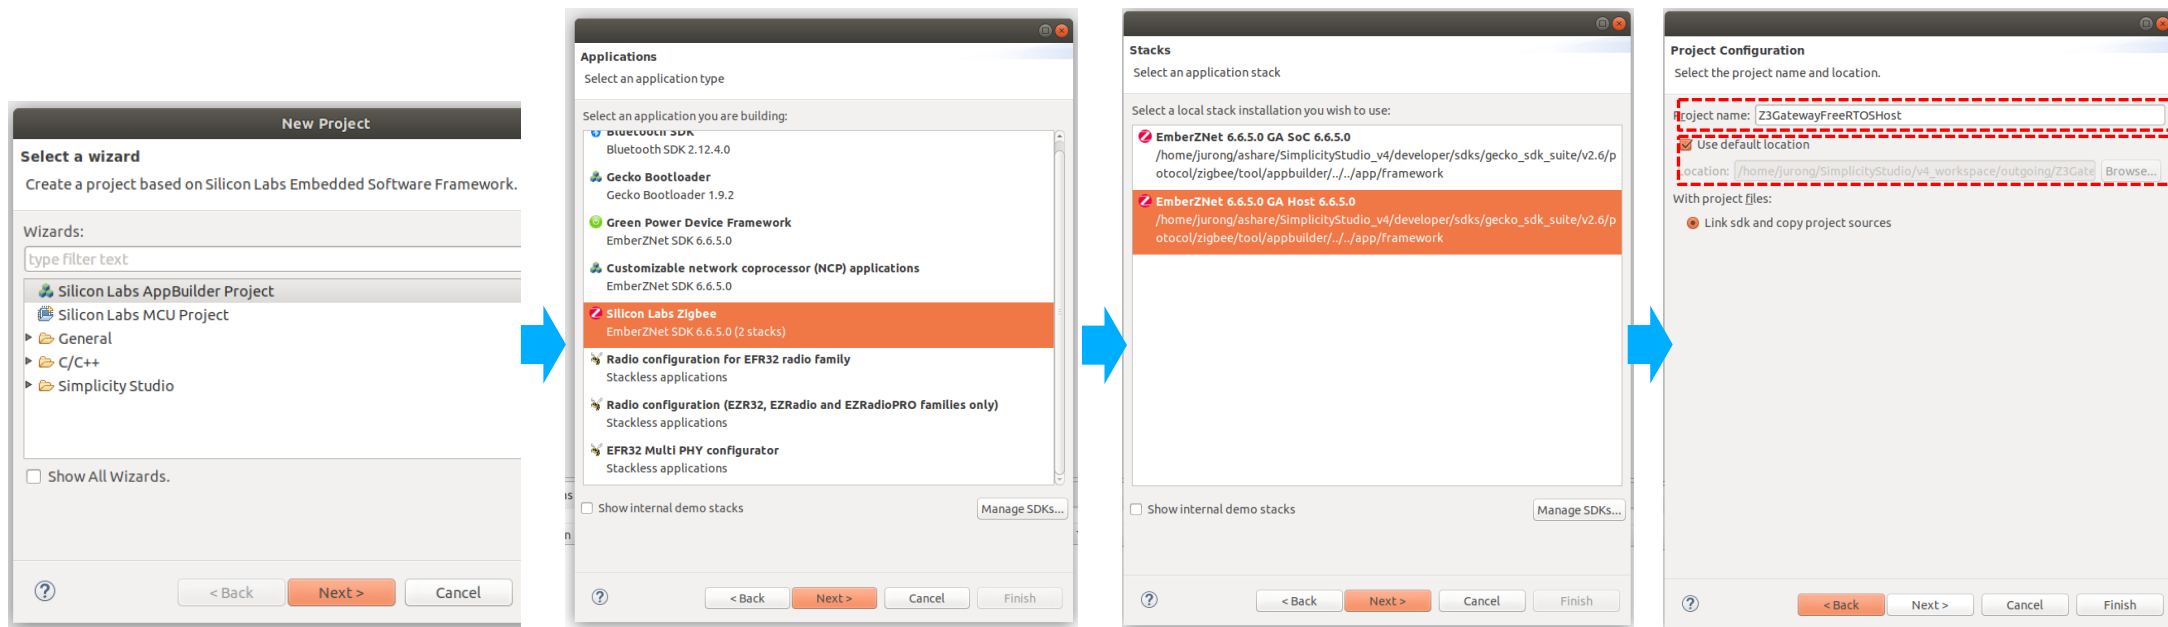 New Project
Select a wizard
Create a project based on Silicon Labs Embedded Software Framework.
Wizards:
type filter text
Silicon Labs AppBuilder Project
Silicon Labs MCU Project
General
C/C++
Simplicity Studio
Show All Wizards.
< Back
Next >
Cancel
Applications
Select an application type
Select an application you are building:
Bluetooth SDK
Bluetooth SDK 2.12.4.0
Gecko Bootloader
Gecko Bootloader 1.9.2
Green Power Device Framework
EmberZNet SDK 6.6.5.0
Customizable network coprocessor (NCP) applications
EmberZNet SDK 6.6.5.0
Silicon Labs Zigbee
EmberZNet SDK 6.6.5.0 (2 stacks)
Radio configuration for EFR32 radio family
Stackless applications
Radio configuration (EZR32, EZRadio and EZRadioPRO families only)
Stackless applications
EFR32 Multi PHY configurator
Stackless applications
Show internal demo stacks
Manage SDKs...
< Back
Next >
Cancel
Finish
Stacks
Select an application stack
Select a local stack installation you wish to use:
EmberZNet 6.6.5.0 GA SoC 6.6.5.0
/home/jurong/ashare/SimplicityStudio_v4/developer/sdks/gecko_sdk_suite/v2.6/p
otocol/zigbee/tool/appbuilder/../../app/framework
EmberZNet 6.6.5.0 GA Host 6.6.5.0
/home/jurong/ashare/SimplicityStudio_v4/developer/sdks/gecko_sdk_suite/v2.6/p
otocol/zigbee/tool/appbuilder/../../app/framework
Show internal demo stacks
Manage SDKs...
< Back
Next >
Cancel
Finish
Project Configuration
Select the project name and location.
Project name: Z3GatewayFreeRTOSHost
Use default location
Location: /home/jurong/SimplicityStudio/v4_workspace/outgoing/Z3Gate Browse...
With project files:
Link sdk and copy project sources
< Back
Next >
Cancel
Finish